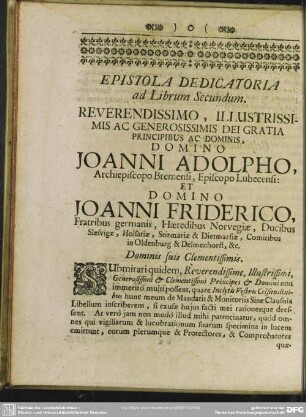 ) o (
EPISTOLA DEDICATORIA
ad Librum Secundum.
REVERENDISSIMO, ILLUSTRISSI-
MIS AC GENEROSISSIMIS DEI GRATIA
PRINCIPIBUS AC DOMINIS,
DOMINO
JOANNI ADOLPHO,
Archiepiscopo Bremensi, Episcopo Lubecensi:
ET
DOMINO
JOANNI FRIDERICO,
Fratribus germanis, Hæredibus Norvegiæ, Ducibus
Slesvigæ, Holsatiæ, Stormariæ & Dietmarsiæ, Comitibus
in Oldenburg & Delmenhorst, &c.
Dominis suis Clementissimis.
SUbmirari quidem, Reverendissime, Illustrissimi,
Generosissimi & Clementissimi Principes & Domini non
immeritò multi possent, quare Inclytis Vestris Celsitudini-
bus hunc meum de Mandatis & Monitoriis Sine Clausula
Libellum inscriberem, si exusæ hujus facti mei rationesque dees-
sent. At verò jam non modò illud mihi patrocinatur, quòd om-
nes qui vigiliarum & lucubrationum suarum specimina in lucem
emittunt, eorum plerumque & Protectores, & Comprobatores
quæ-